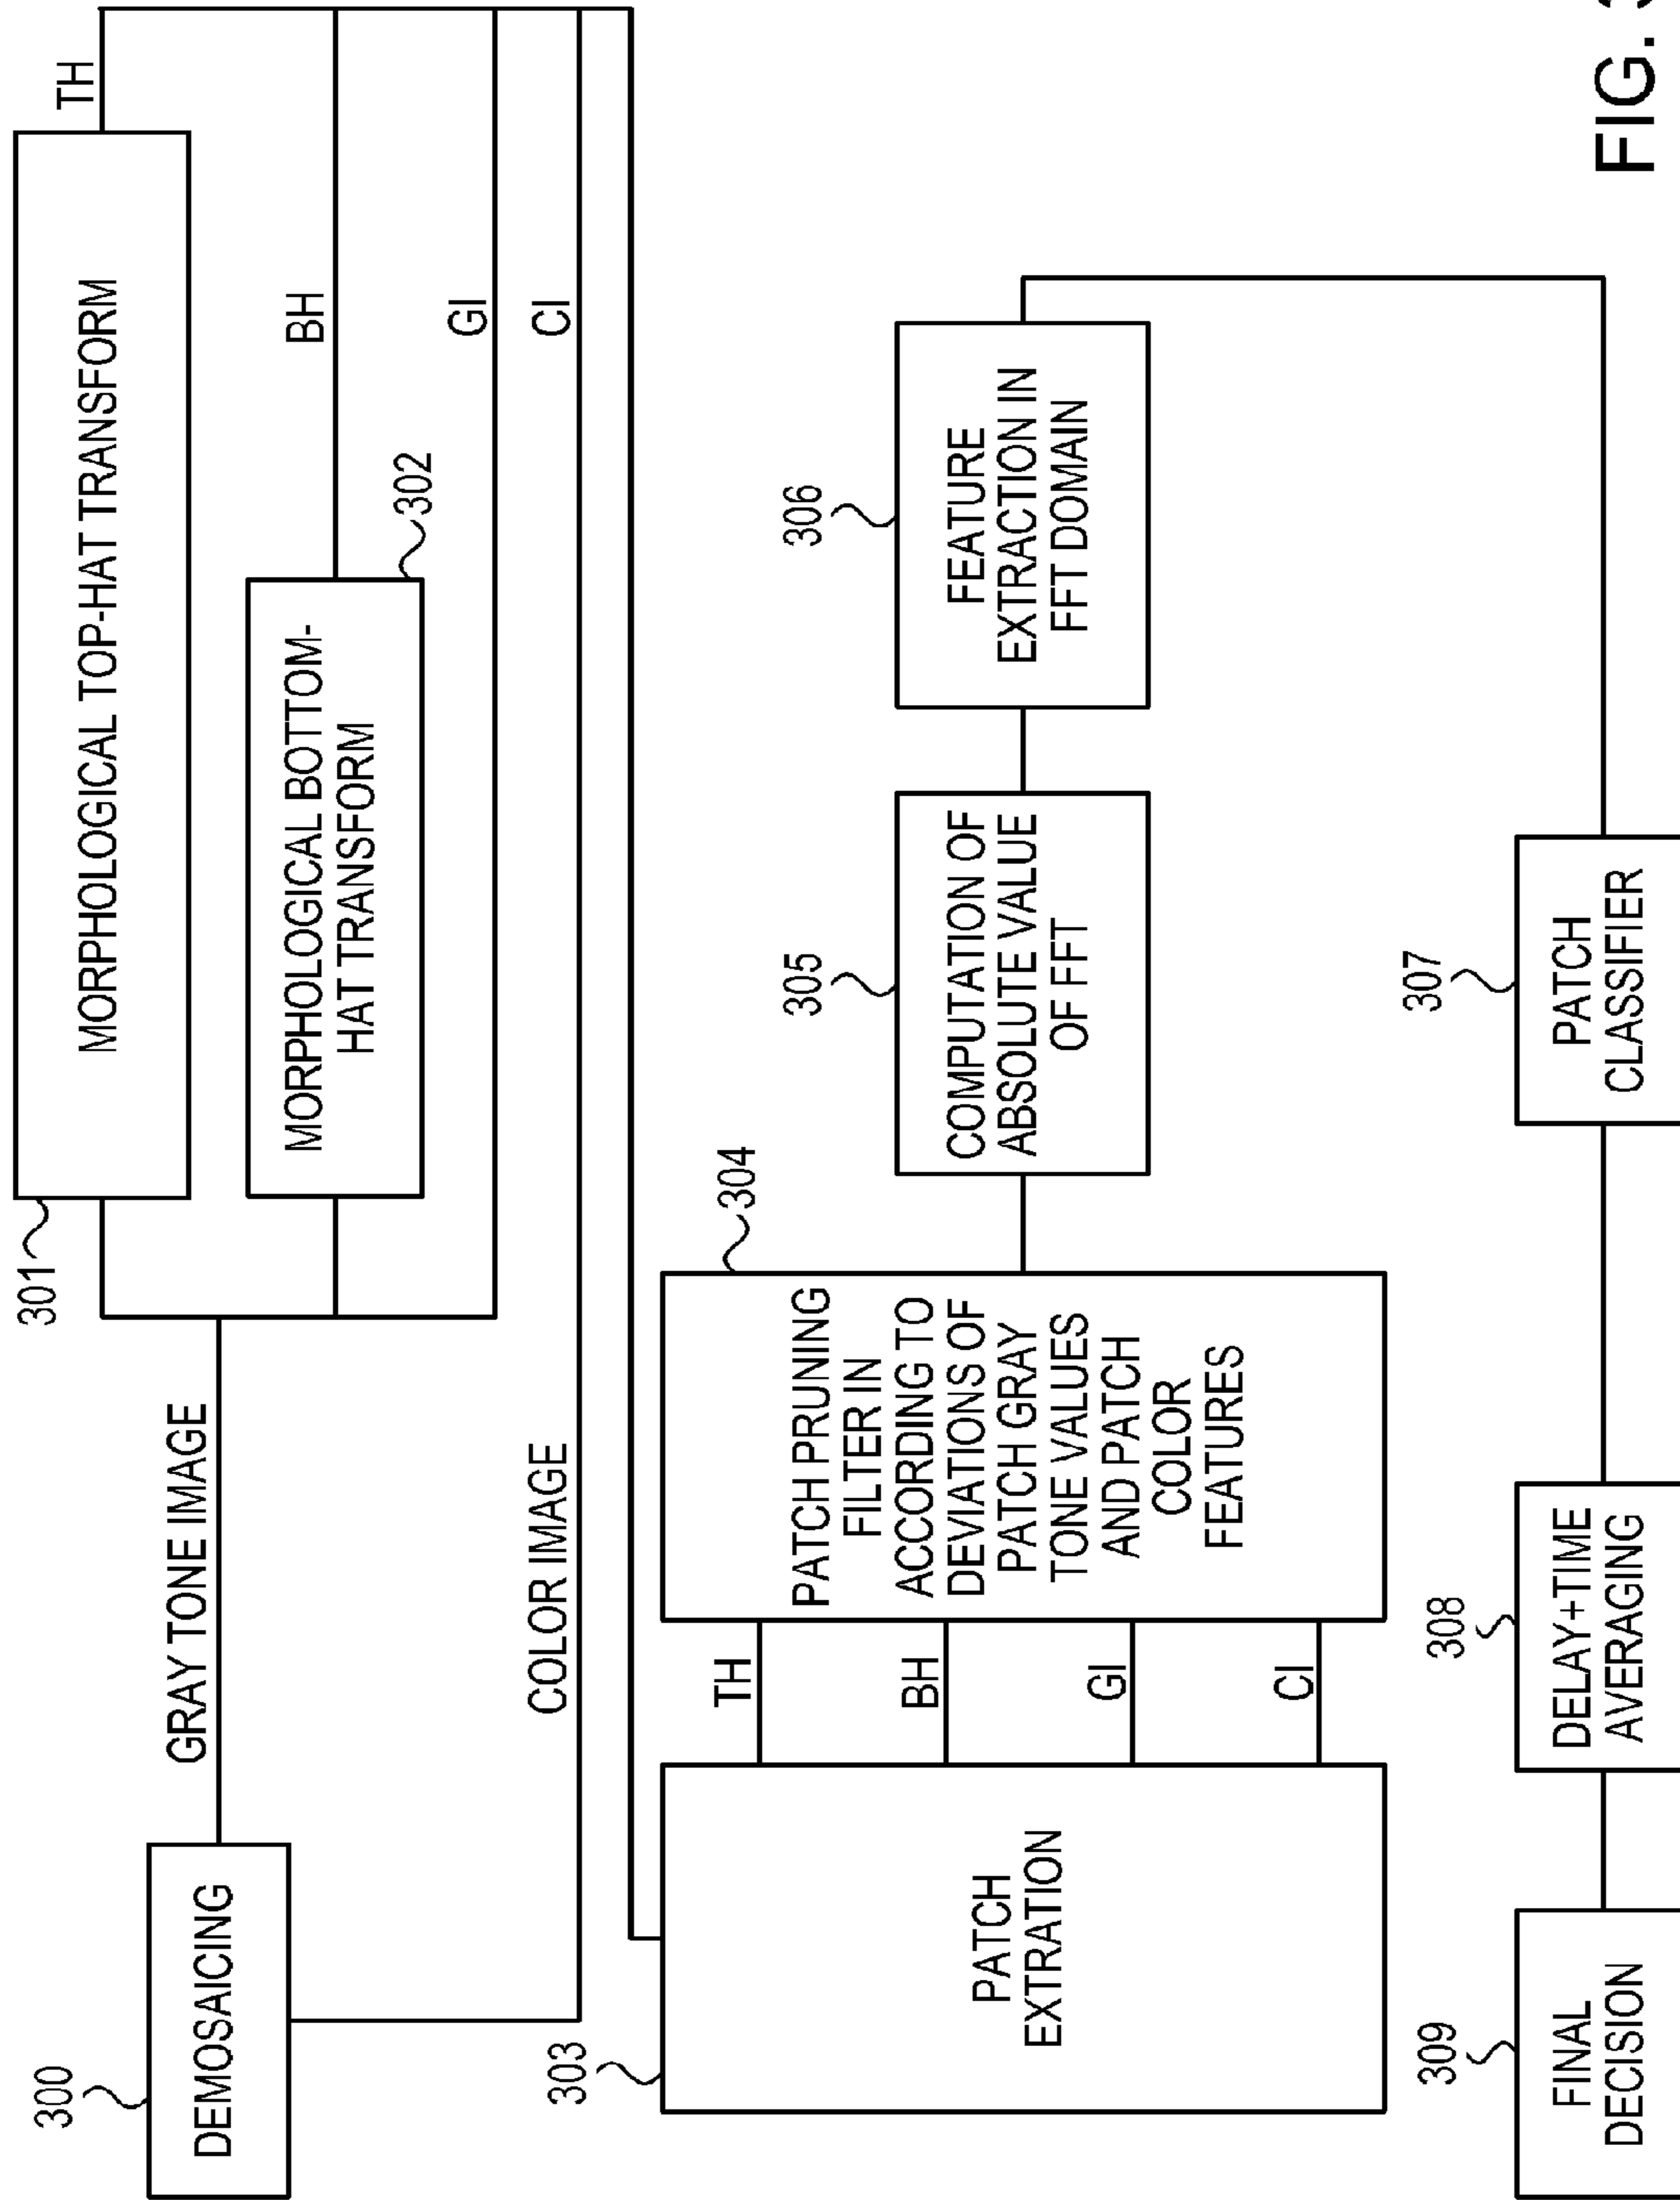 300
DEMOSAICING
GRAY TONE IMAGE
COLOR IMAGE
301
MORPHOLOGICAL TOP-HAT TRANSFORM
TH
MORPHOLOGICAL BOTTOM-
HAT TRANSFORM
302
BH
GI
CI
303
PATCH
EXTRATION
TH
BH
GI
CI
304
PATCH PRUNING
FILTER IN
ACCORDING TO
DEVIATIONS OF
PATCH GRAY
TONE VALUES
AND PATCH
COLOR
FEATURES
305
COMPUTATION OF
ABSOLUTE VALUE
OF FFT
306
FEATURE
EXTRACTION IN
FFT DOMAIN
309
FINAL
DECISION
308
DELAY+TIME
AVERAGING
307
PATCH
CLASSIFIER
FIG.